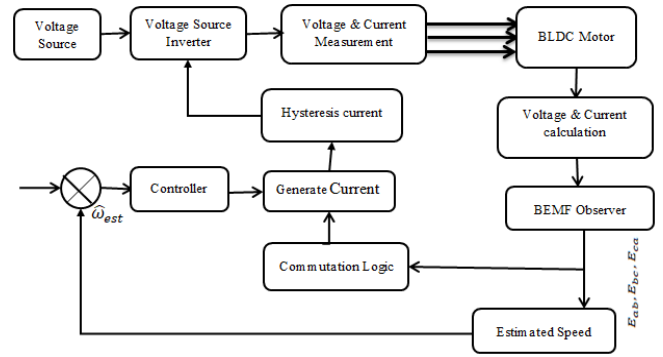 Voltage
Source
Voltage Source
Inverter
Voltage & Current
Measurement
BLDC Motor
Hysteresis current
Voltage & Current
calculation
Controller
Generate Current
BEMF Observer
ω̂est
Commutation Logic
Eab, Ebc, Eca
Estimated Speed